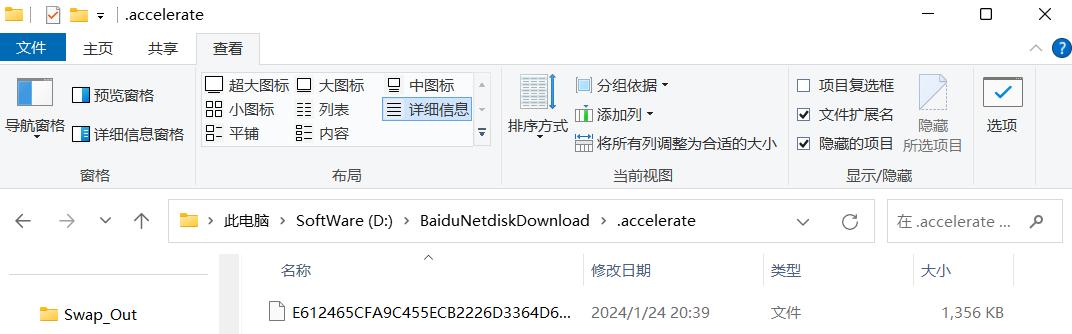 .accelerate
文件 主页 共享 查看
预览窗格
导航窗格
详细信息窗格
窗格
超大图标 大图标 中图标
小图标 列表 详细信息
平铺 内容
布局
排序方式
分组依据
添加列
将所有列调整为合适的大小
当前视图
项目复选框
文件扩展名
隐藏的项目
隐藏
所选项目
显示/隐藏
选项
此电脑 SoftWare (D:) BaiduNetdiskDownload .accelerate
在 .accelerate ...
名称 修改日期 类型 大小
Swap_Out
E612465CFA9C455ECB2226D3364D6... 2024/1/24 20:39 文件 1,356 KB